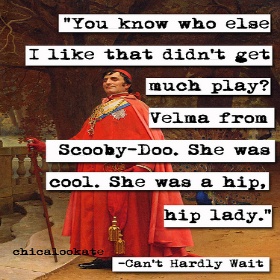 "You know who else
I like that didn't get
much play?
Velma from
Scooby-Doo. She was
cool. She was a hip,
hip lady."
chicalookate
-Can't Hardly Wait